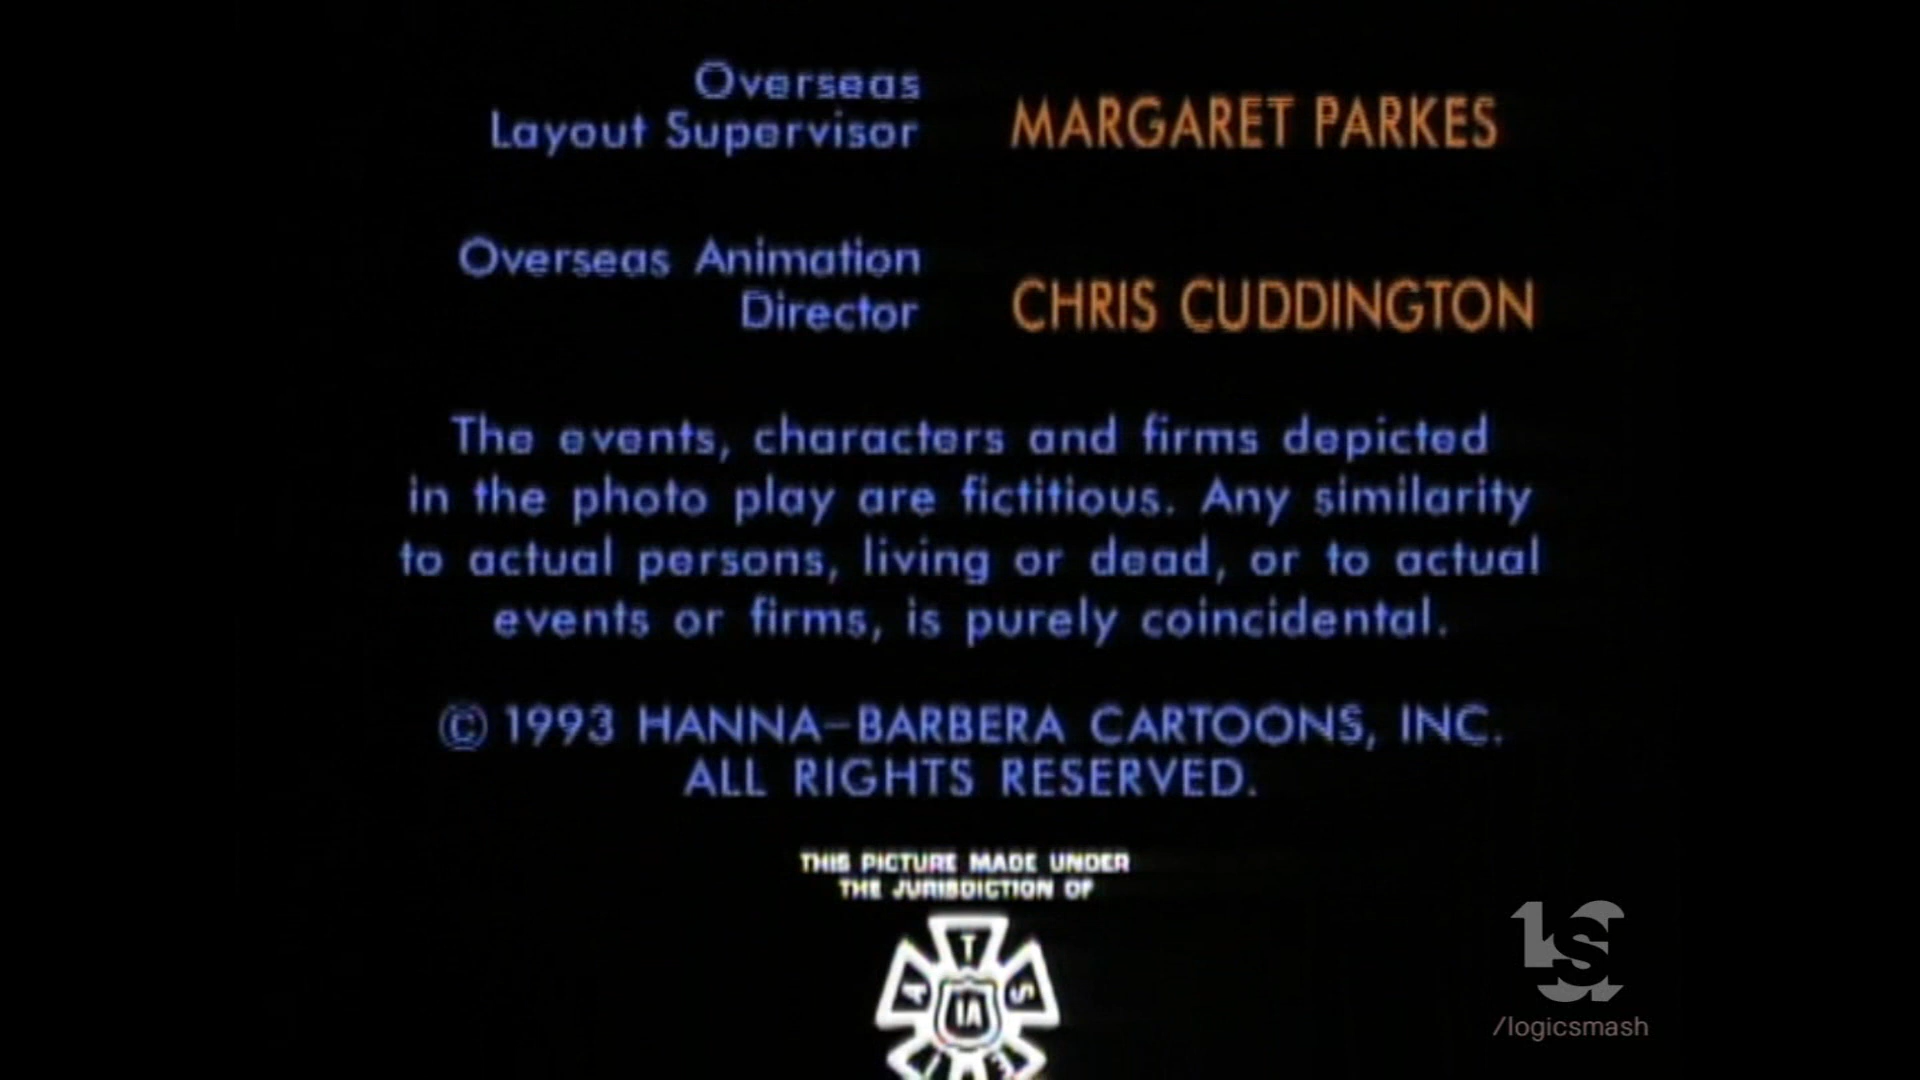 Overseas
Layout Supervisor MARGARET PARKES
Overseas Animation
Director CHRIS CUDDINGTON
The events, characters and firms depicted
in the photo play are fictitious. Any similarity
to actual persons, living or dead, or to actual
events or firms, is purely coincidental.
© 1993 HANNA-BARBERA CARTOONS, INC.
ALL RIGHTS RESERVED.
THIS PICTURE MADE UNDER
THE JURISDICTION OF
I A T S E
IA
LS
/logicsmash